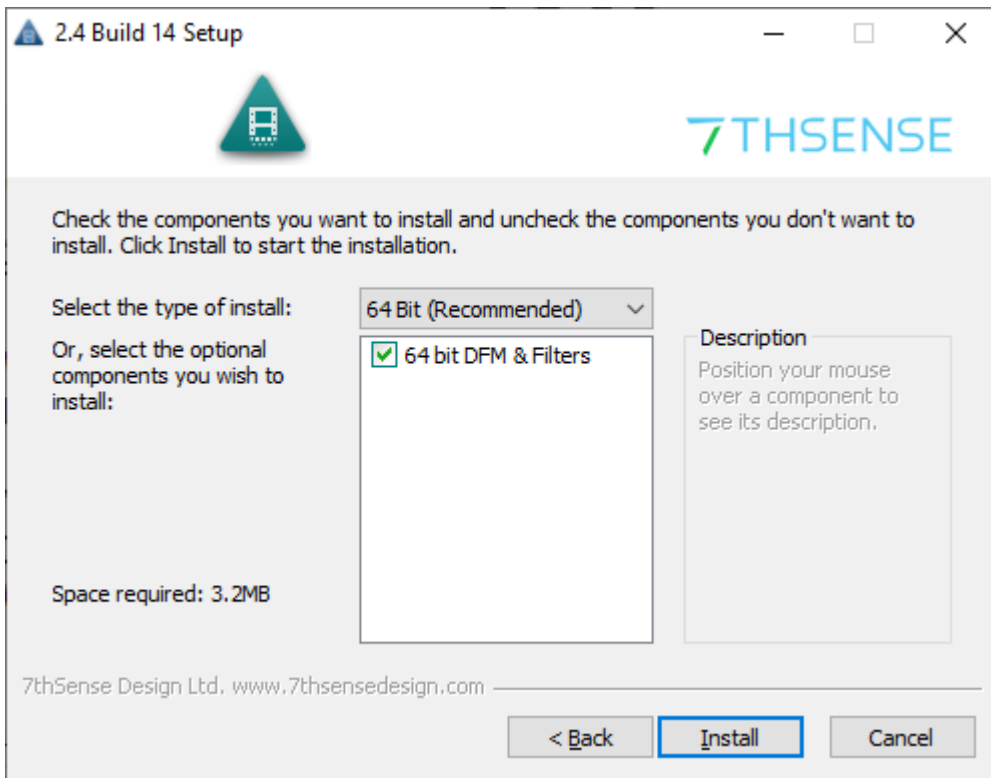 2.4 Build 14 Setup
7THSENSE
Check the components you want to install and uncheck the components you don't want to
install. Click Install to start the installation.
Select the type of install:
64 Bit (Recommended)
Or, select the optional
components you wish to
install:
64 bit DFM & Filters
Description
Position your mouse
over a component to
see its description.
Space required: 3.2MB
7thSense Design Ltd. www.7thsensedesign.com
< Back
Install
Cancel